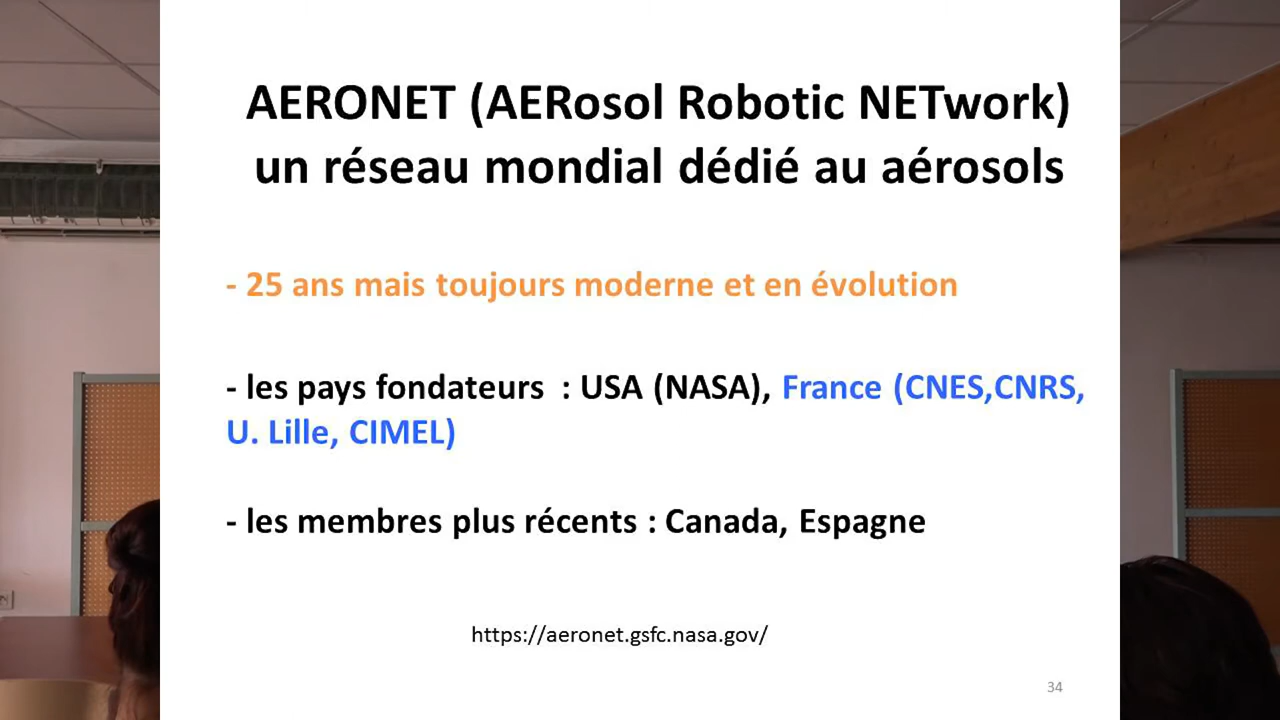 AERONET (AERosol Robotic NETwork)
un réseau mondial dédié au aérosols
- 25 ans mais toujours moderne et en évolution
- les pays fondateurs : USA (NASA), France (CNES,CNRS,
U. Lille, CIMEL)
- les membres plus récents : Canada, Espagne
https://aeronet.gsfc.nasa.gov/
34